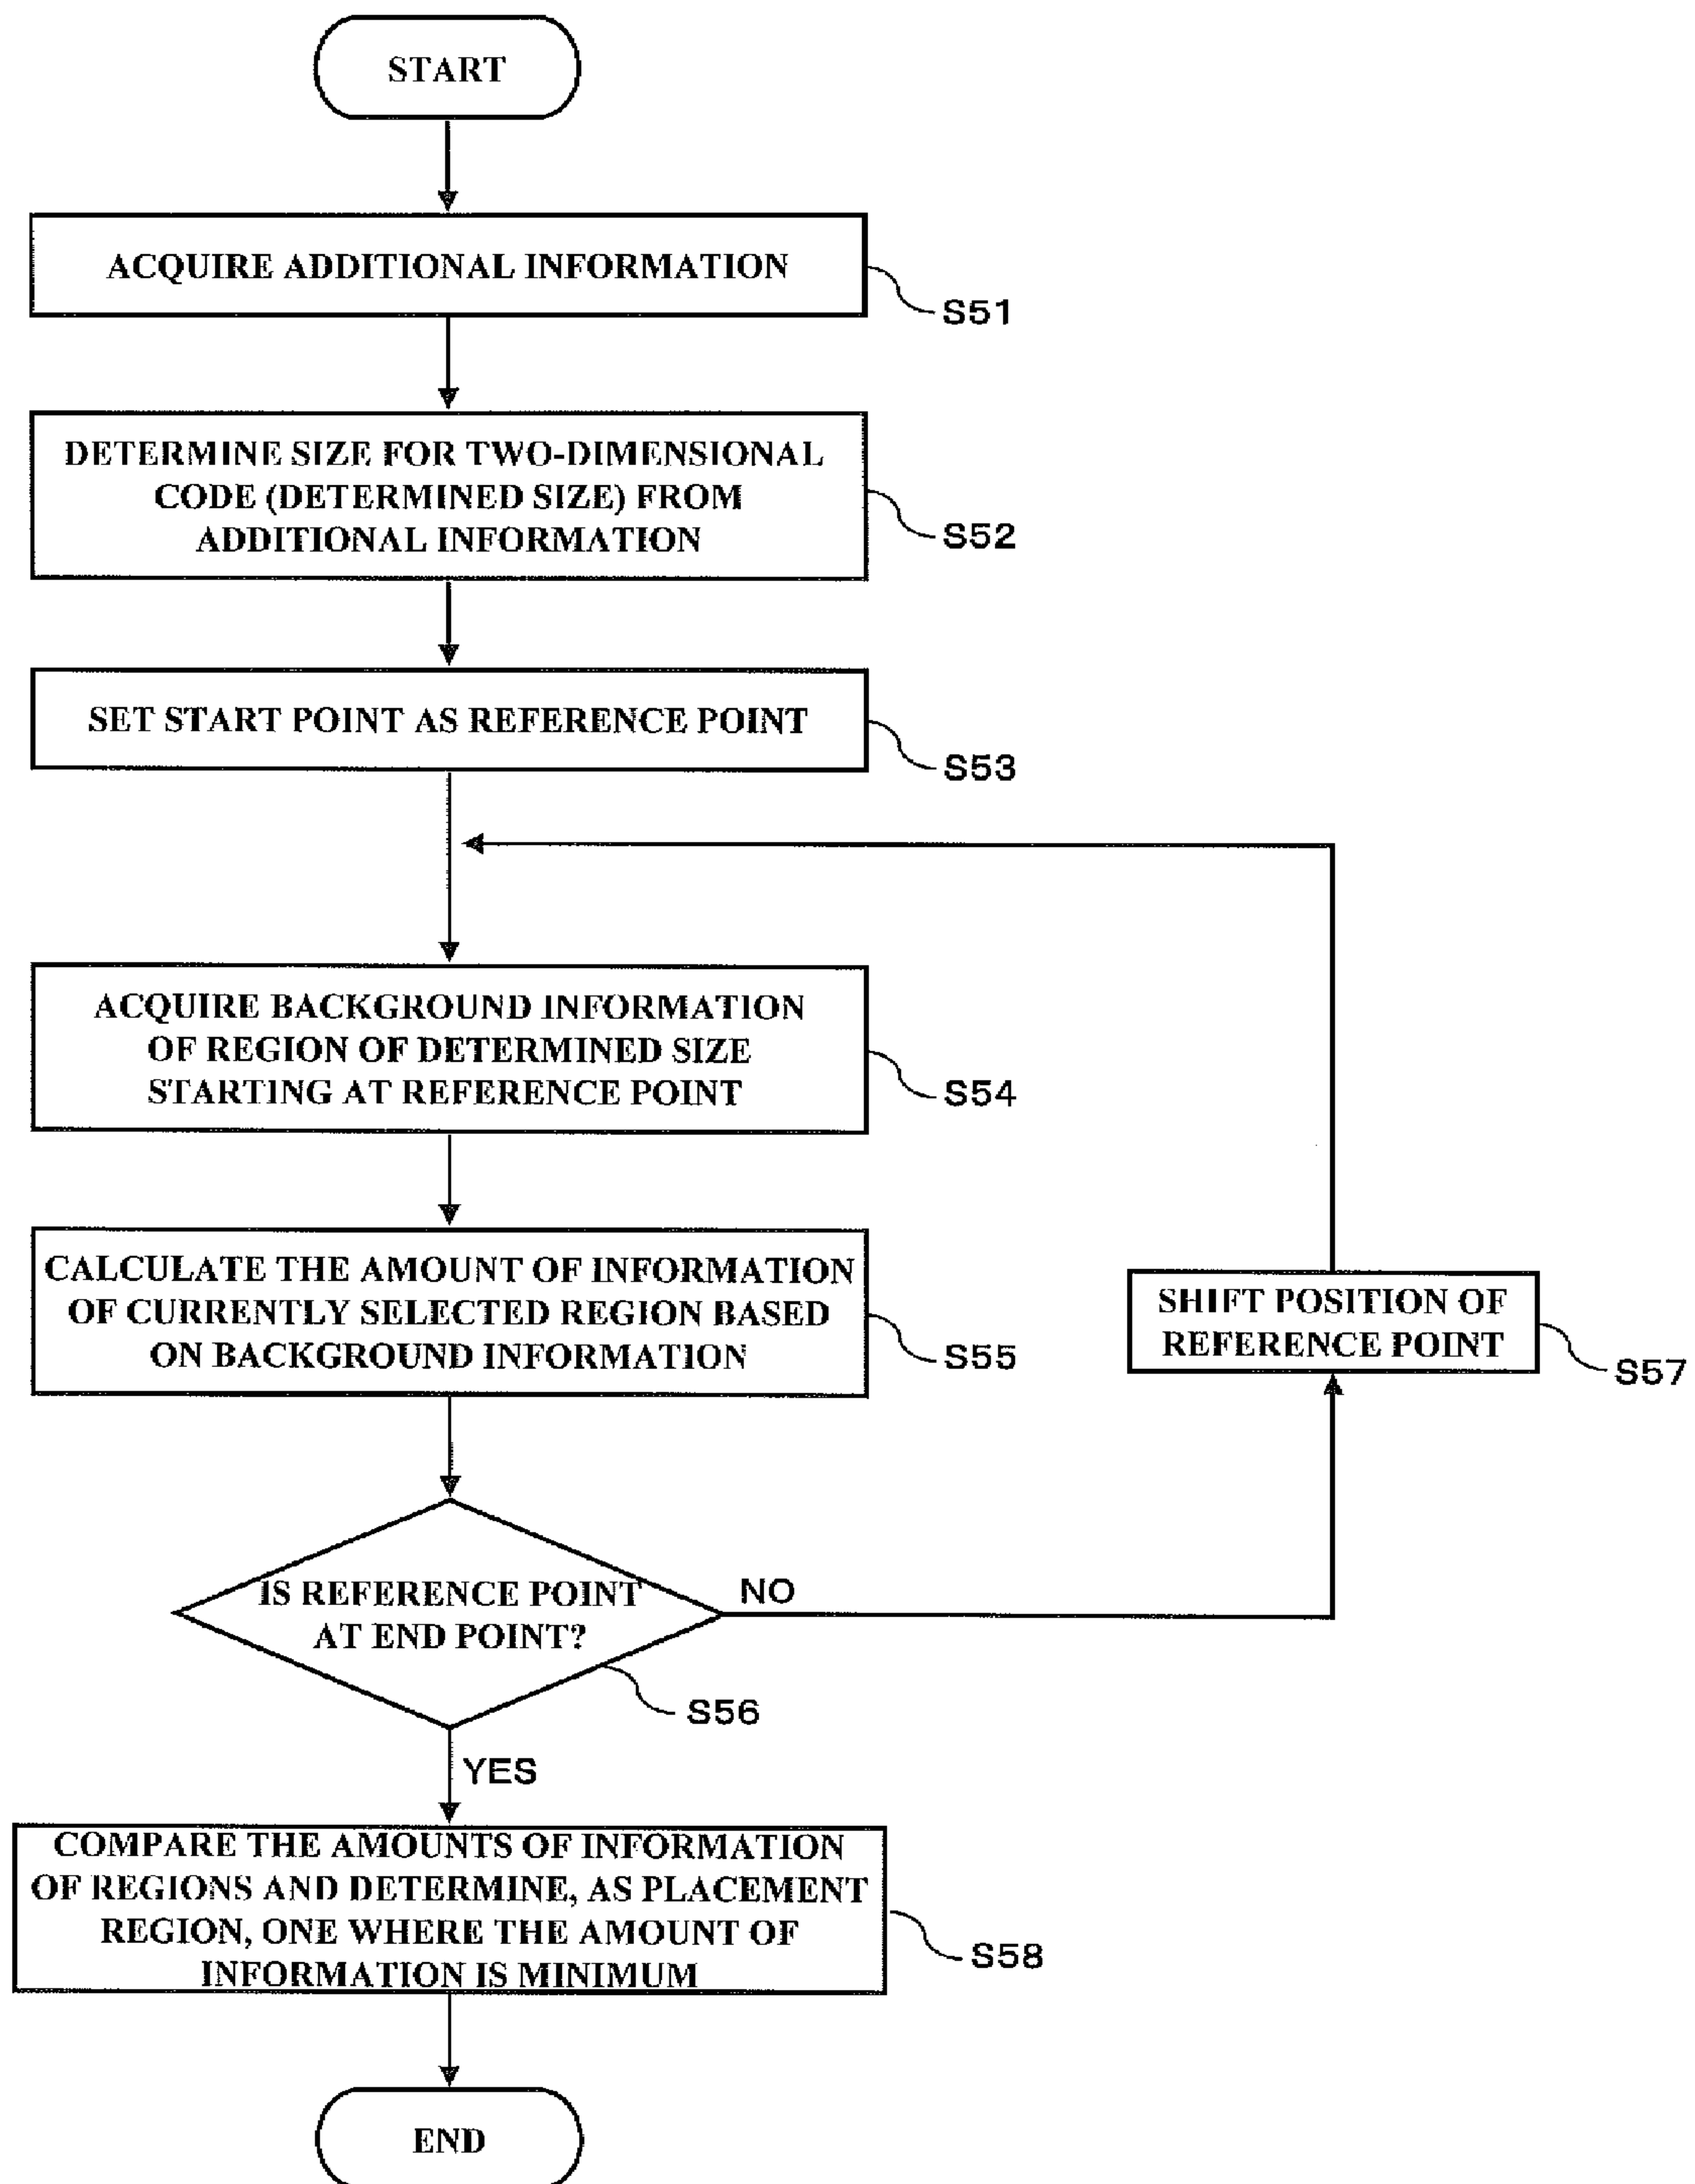 START
ACQUIRE ADDITIONAL INFORMATION
S51
DETERMINE SIZE FOR TWO-DIMENSIONAL
CODE (DETERMINED SIZE) FROM
ADDITIONAL INFORMATION
S52
SET START POINT AS REFERENCE POINT
S53
ACQUIRE BACKGROUND INFORMATION
OF REGION OF DETERMINED SIZE
STARTING AT REFERENCE POINT
S54
CALCULATE THE AMOUNT OF INFORMATION
OF CURRENTLY SELECTED REGION BASED
ON BACKGROUND INFORMATION
S55
SHIFT POSITION OF
REFERENCE POINT
S57
IS REFERENCE POINT
AT END POINT?
NO
S56
YES
COMPARE THE AMOUNTS OF INFORMATION
OF REGIONS AND DETERMINE, AS PLACEMENT
REGION, ONE WHERE THE AMOUNT OF
INFORMATION IS MINIMUM
S58
END